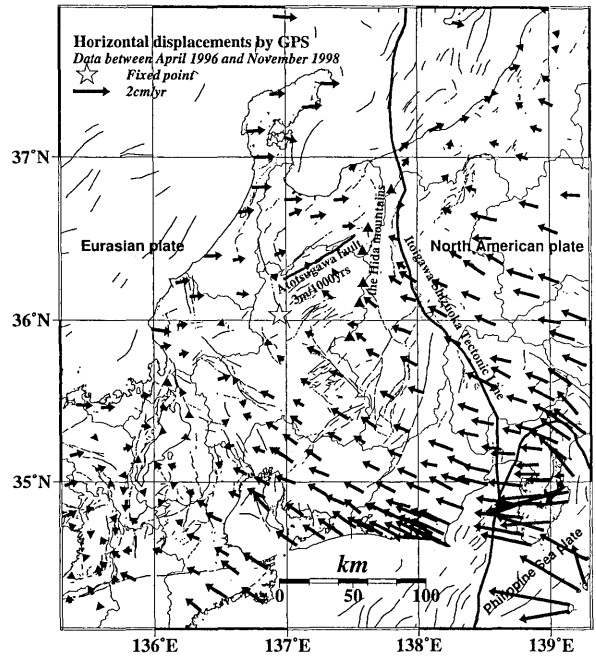 Horizontal displacements by GPS
Data between April 1996 and November 1998
Fixed point
2cm/yr
37°N
Eurasian plate
the Hida mountains
North American plate
Atotsugawa fault
3m/1000yrs
Itoigawa-Shizuoka Tectonic Line
36°N
35°N
km
0 50 100
Philipine Sea Plate
136°E 137°E 138°E 139°E